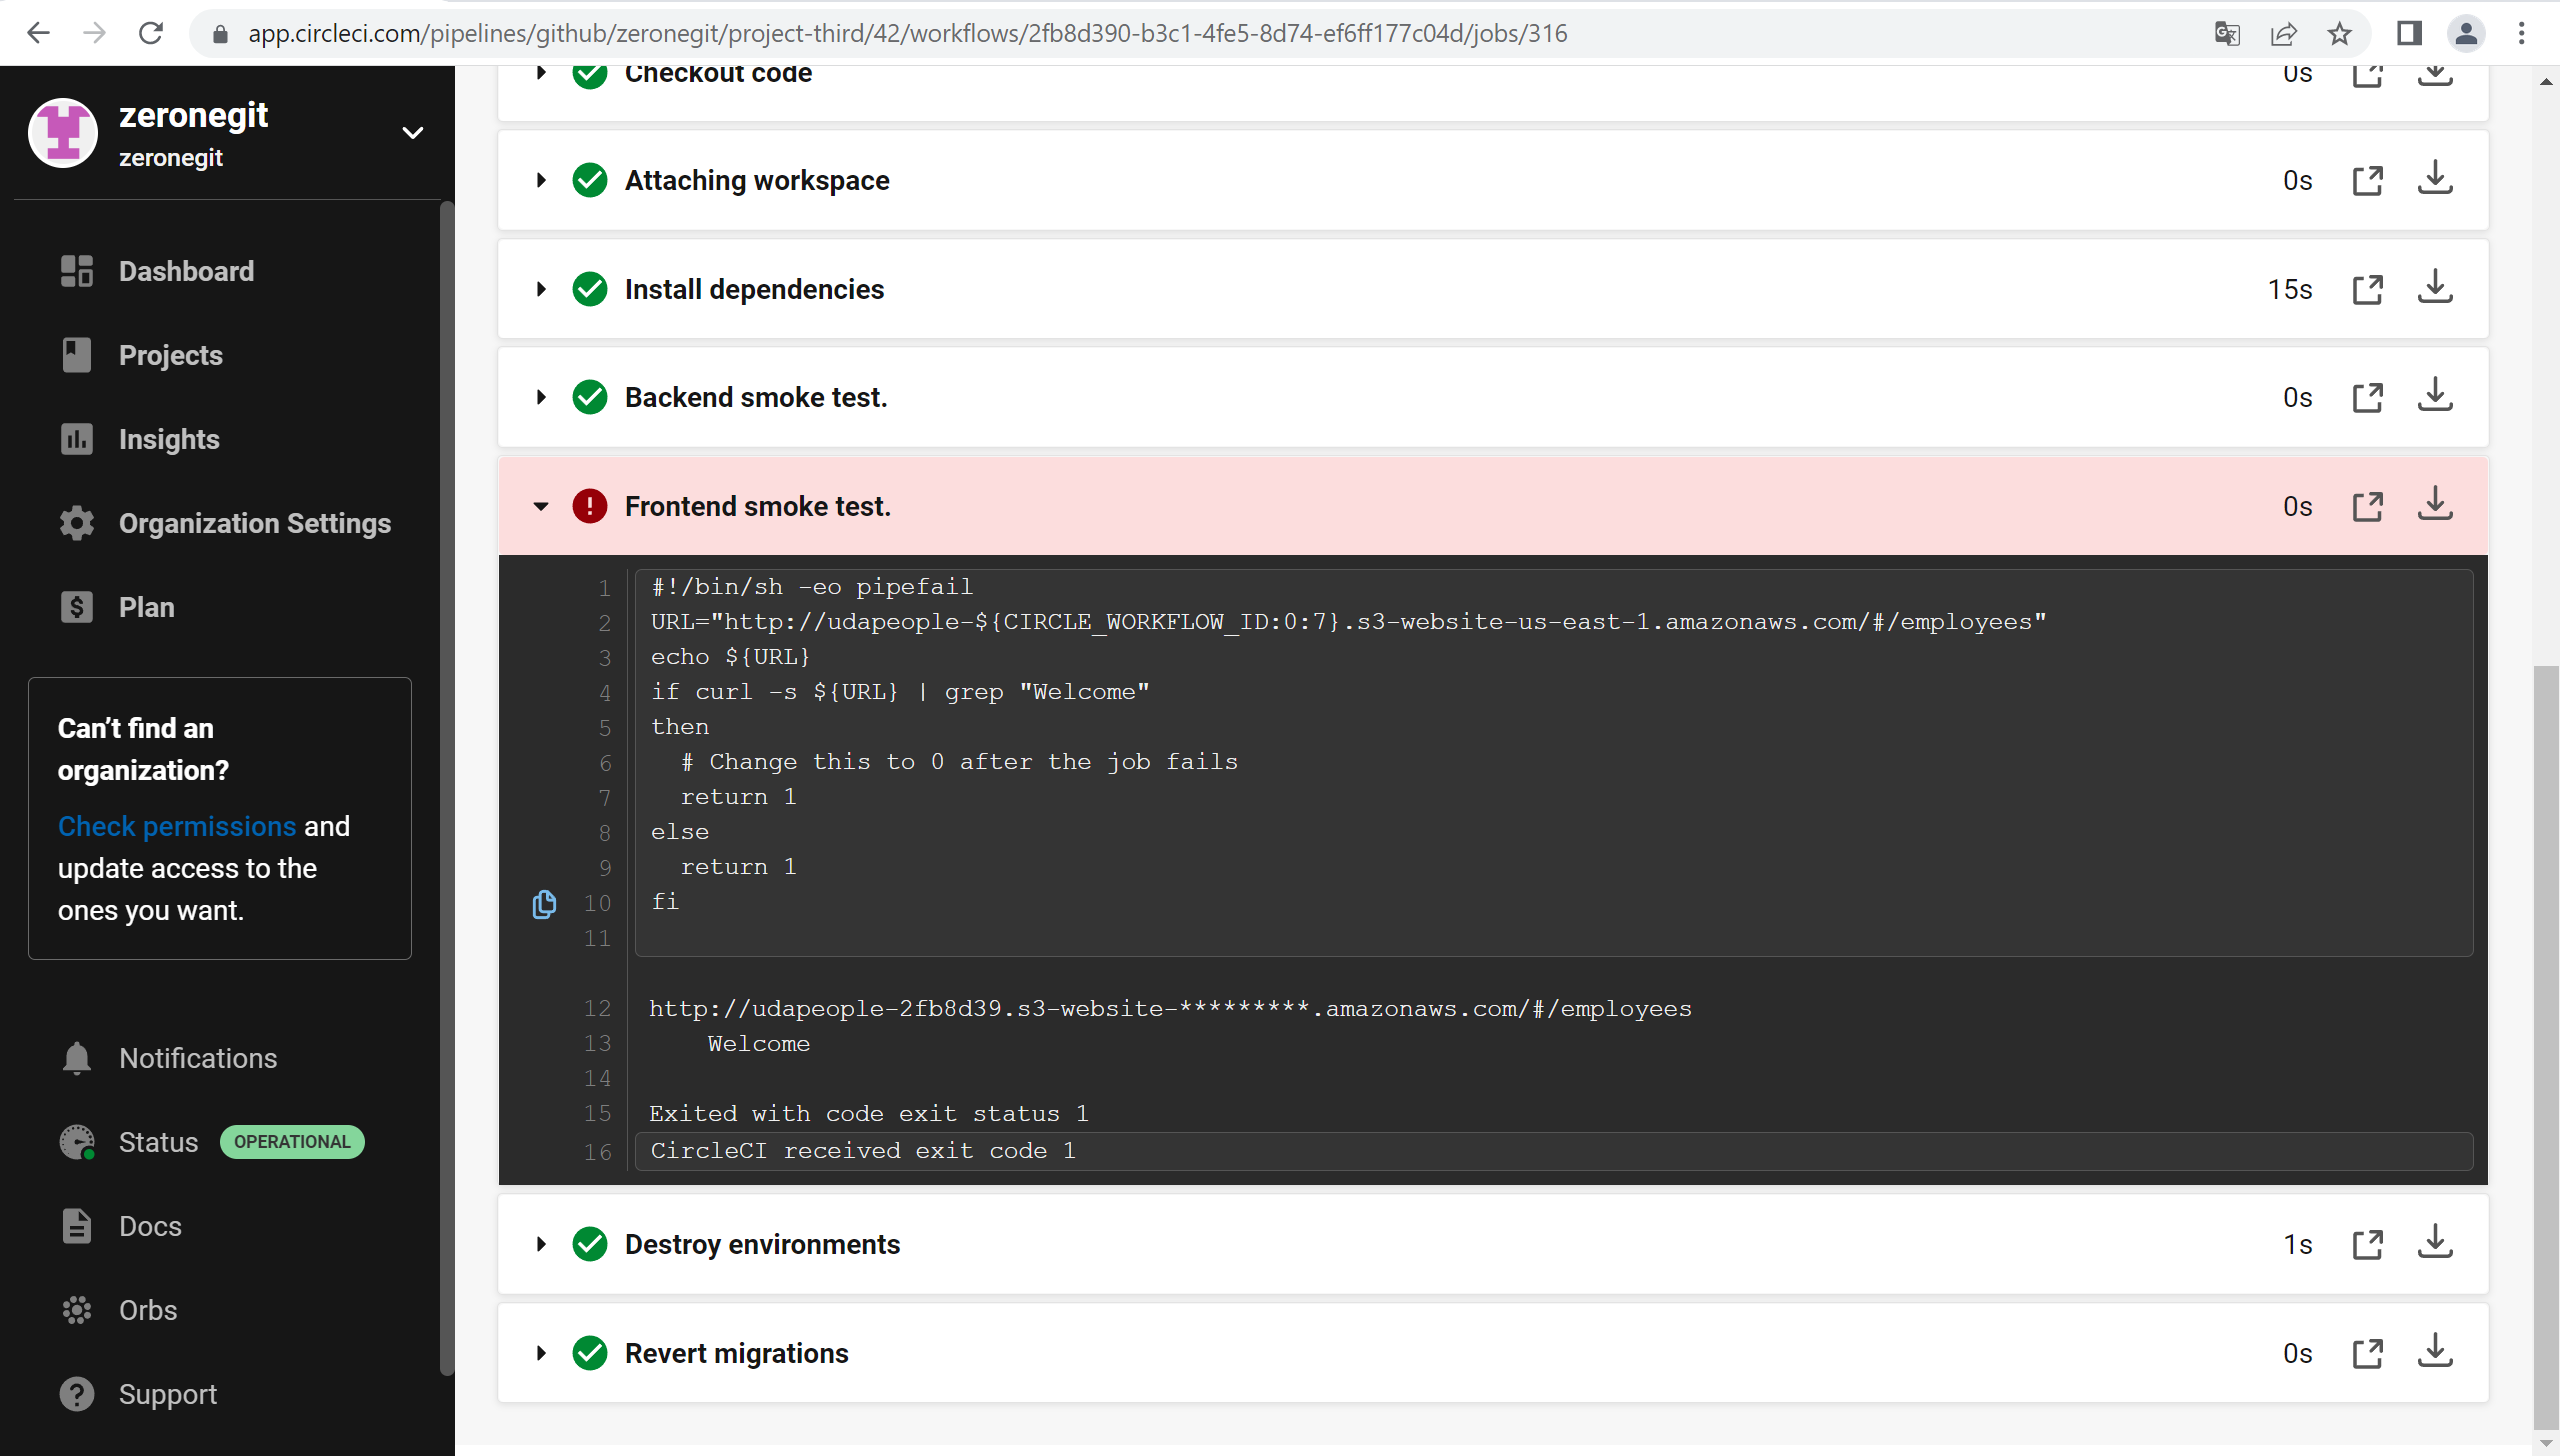 app.circleci.com/pipelines/github/zeronegit/project-third/42/workflows/2fb8d390-b3c1-4fe5-8d74-ef6ff177c04d/jobs/316
zeronegit
zeronegit
Dashboard
Projects
Insights
Organization Settings
Plan
Can’t find an
organization?
Check permissions and
update access to the
ones you want.
Notifications
Status OPERATIONAL
Docs
Orbs
Support
Checkout code 0s
Attaching workspace 0s
Install dependencies 15s
Backend smoke test. 0s
Frontend smoke test. 0s
1 #!/bin/sh -eo pipefail
2 URL="http://udapeople-${CIRCLE_WORKFLOW_ID:0:7}.s3-website-us-east-1.amazonaws.com/#/employees"
3 echo ${URL}
4 if curl -s ${URL} | grep "Welcome"
5 then
6   # Change this to 0 after the job fails
7   return 1
8 else
9   return 1
10 fi
11
12 http://udapeople-2fb8d39.s3-website-*********.amazonaws.com/#/employees
13     Welcome
14
15 Exited with code exit status 1
16 CircleCI received exit code 1
Destroy environments 1s
Revert migrations 0s